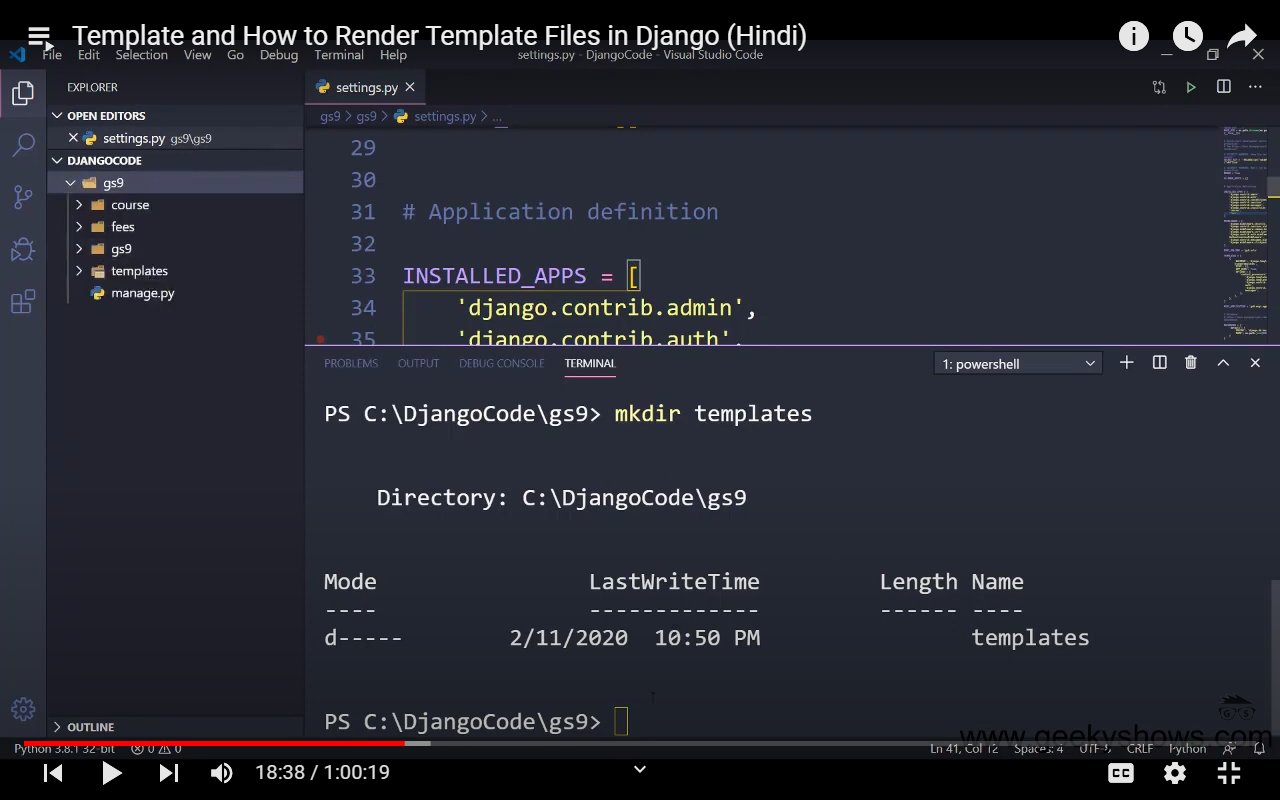 Template and How to Render Template Files in Django (Hindi)
File Edit Selection View Go Debug Terminal Help
settings.py - DjangoCode - Visual Studio Code
EXPLORER
OPEN EDITORS
settings.py gs9\gs9
DJANGOCODE
gs9
course
fees
gs9
templates
manage.py
OUTLINE
settings.py
gs9 > gs9 > settings.py > ...
29
30
31 # Application definition
32
33 INSTALLED_APPS = [
34 'django.contrib.admin',
35 'django.contrib.auth',
PROBLEMS OUTPUT DEBUG CONSOLE TERMINAL
1: powershell
PS C:\DjangoCode\gs9> mkdir templates
Directory: C:\DjangoCode\gs9
Mode LastWriteTime Length Name
---- ------------- ------ ----
d----- 2/11/2020 10:50 PM templates
PS C:\DjangoCode\gs9>
GS
www.geekyshows.com
Python 3.8.1 32-bit 0 0 Ln 41, Col 12 Spaces: 4 UTF-8 CRLF Python
18:38 / 1:00:19
CC